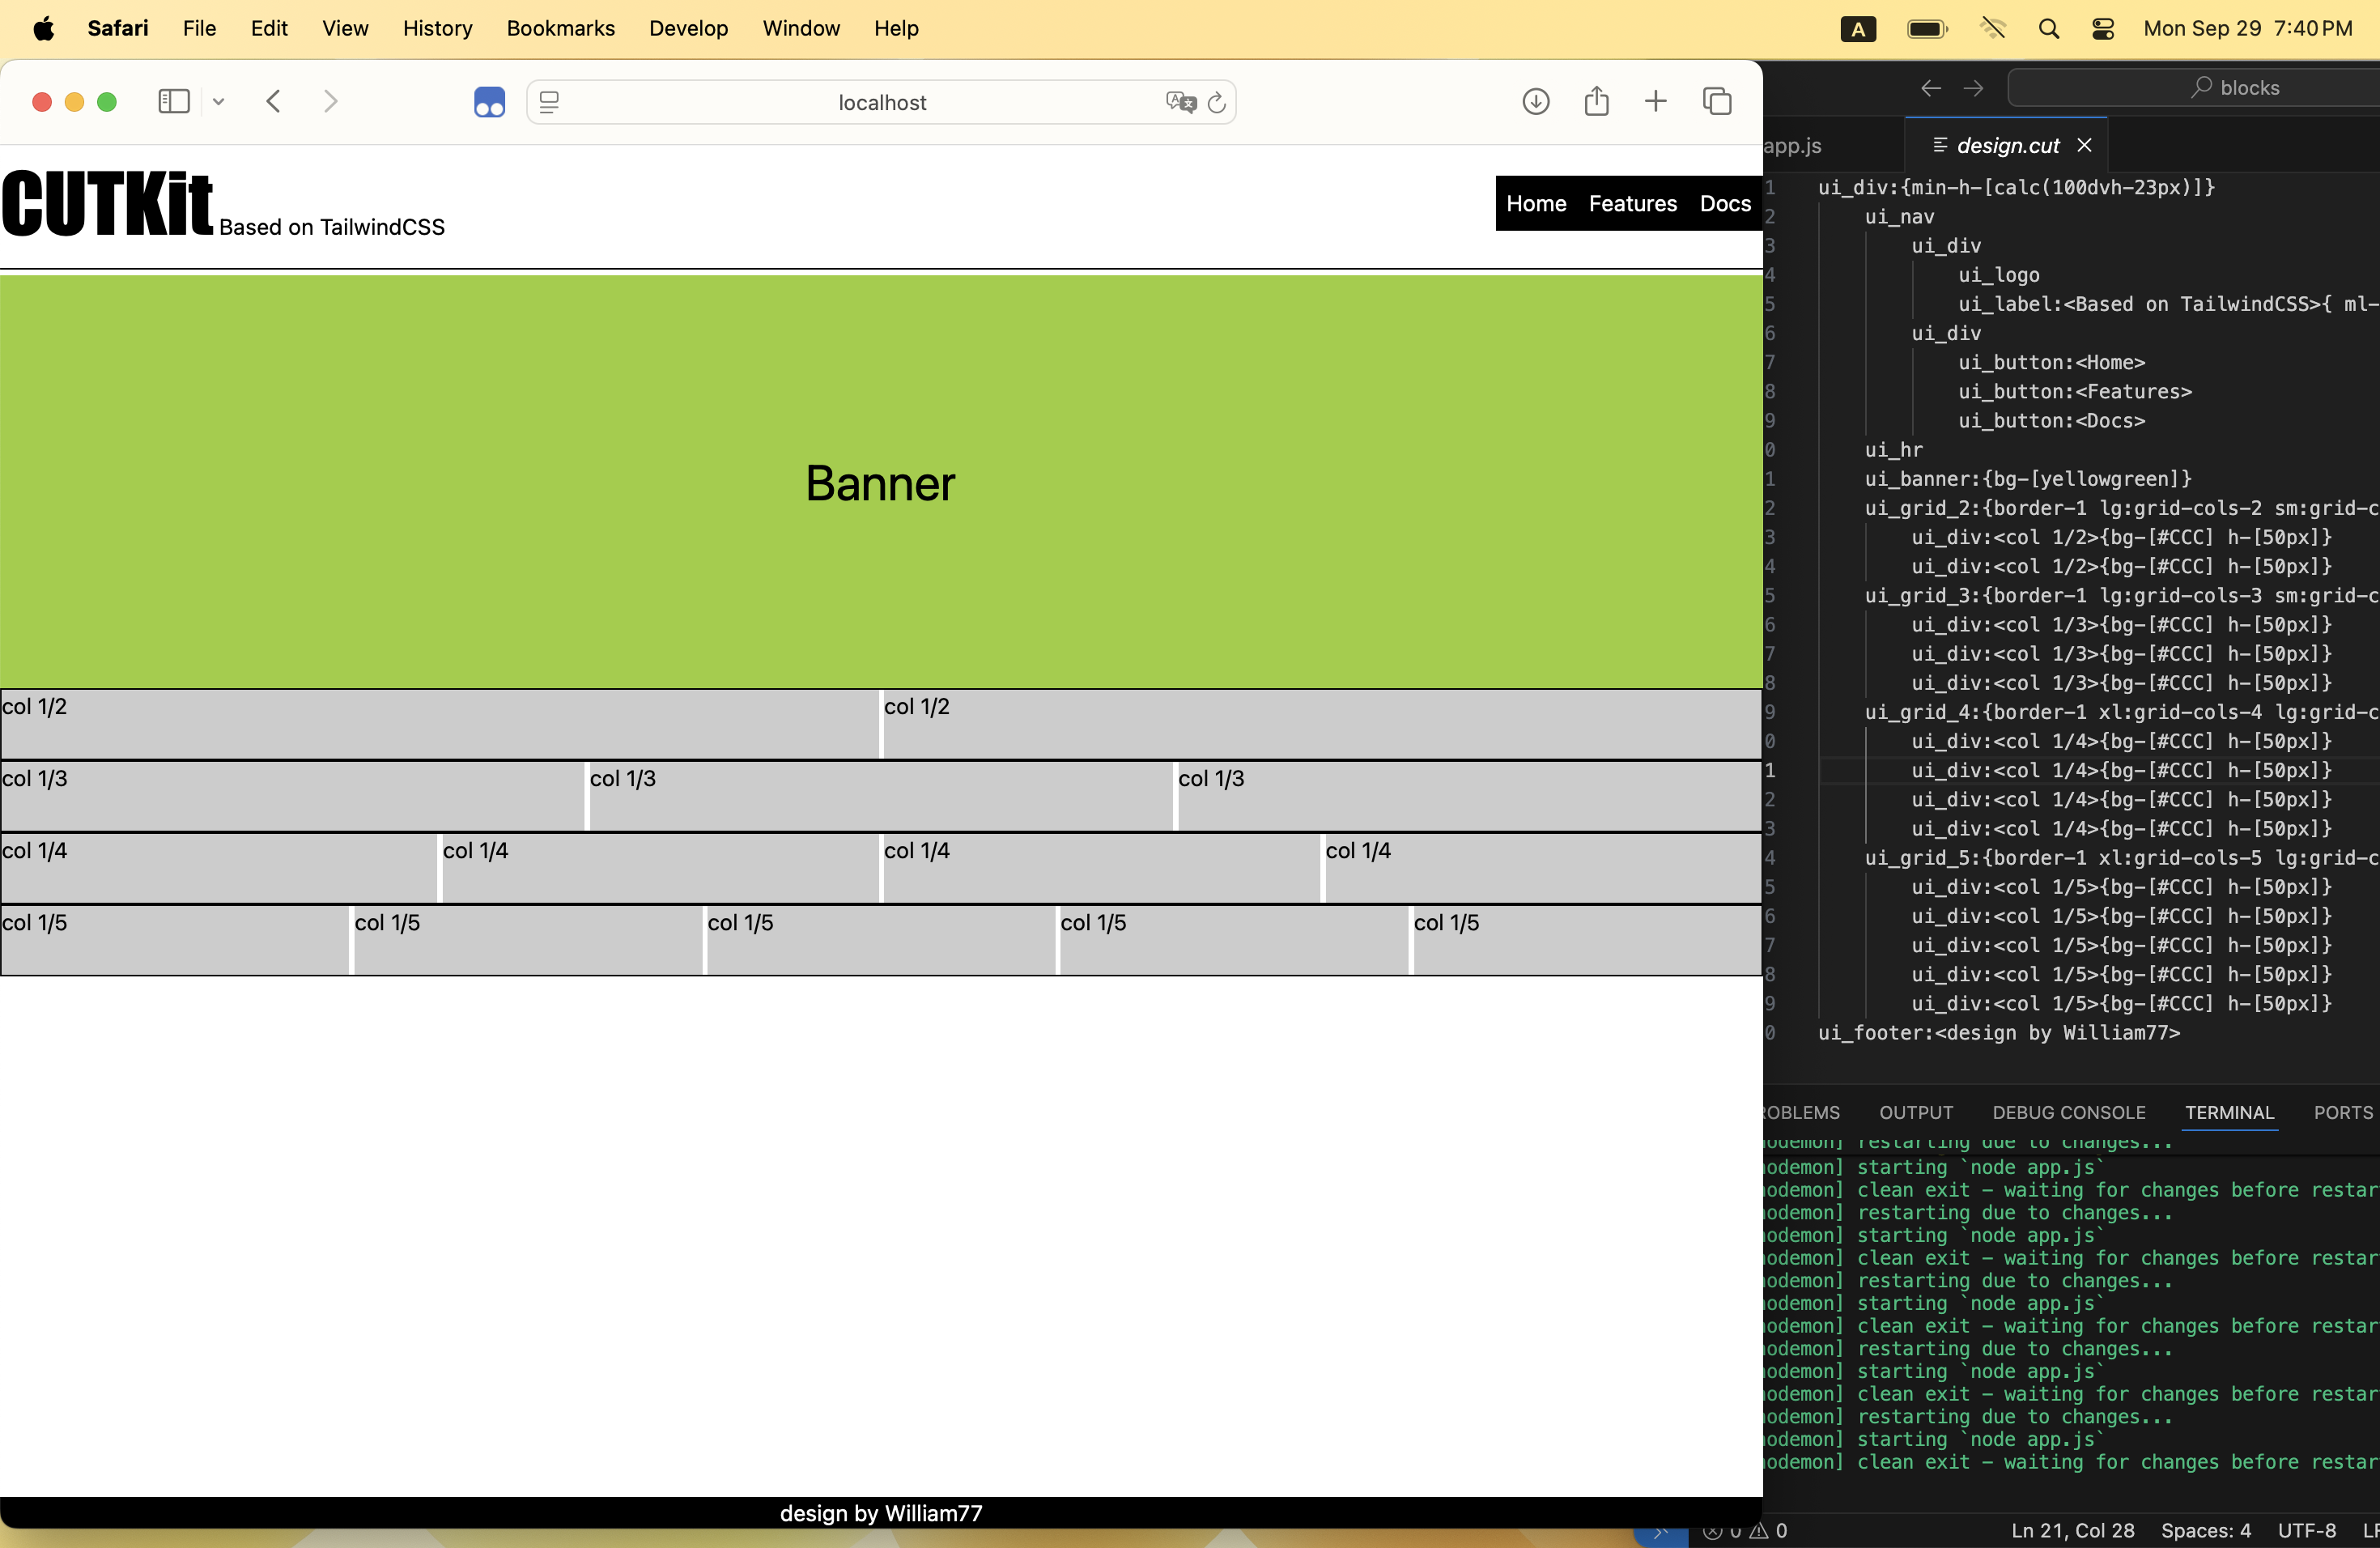 Safari File Edit View History Bookmarks Develop Window Help A Mon Sep 29 7:40 PM
localhost
CUTKit Based on TailwindCSS
Home Features Docs
Banner
col 1/2 col 1/2
col 1/3 col 1/3 col 1/3
col 1/4 col 1/4 col 1/4 col 1/4
col 1/5 col 1/5 col 1/5 col 1/5 col 1/5
design by William77
blocks
app.js design.cut
1 ui_div:{min-h-[calc(100dvh-23px)]}
2 ui_nav
3 ui_div
4 ui_logo
5 ui_label:<Based on TailwindCSS>{ ml-
6 ui_div
7 ui_button:<Home>
8 ui_button:<Features>
9 ui_button:<Docs>
0 ui_hr
1 ui_banner:{bg-[yellowgreen]}
2 ui_grid_2:{border-1 lg:grid-cols-2 sm:grid-c
3 ui_div:<col 1/2>{bg-[#CCC] h-[50px]}
4 ui_div:<col 1/2>{bg-[#CCC] h-[50px]}
5 ui_grid_3:{border-1 lg:grid-cols-3 sm:grid-c
6 ui_div:<col 1/3>{bg-[#CCC] h-[50px]}
7 ui_div:<col 1/3>{bg-[#CCC] h-[50px]}
8 ui_div:<col 1/3>{bg-[#CCC] h-[50px]}
9 ui_grid_4:{border-1 xl:grid-cols-4 lg:grid-c
0 ui_div:<col 1/4>{bg-[#CCC] h-[50px]}
1 ui_div:<col 1/4>{bg-[#CCC] h-[50px]}
2 ui_div:<col 1/4>{bg-[#CCC] h-[50px]}
3 ui_div:<col 1/4>{bg-[#CCC] h-[50px]}
4 ui_grid_5:{border-1 xl:grid-cols-5 lg:grid-c
5 ui_div:<col 1/5>{bg-[#CCC] h-[50px]}
6 ui_div:<col 1/5>{bg-[#CCC] h-[50px]}
7 ui_div:<col 1/5>{bg-[#CCC] h-[50px]}
8 ui_div:<col 1/5>{bg-[#CCC] h-[50px]}
9 ui_div:<col 1/5>{bg-[#CCC] h-[50px]}
0 ui_footer:<design by William77>
ROBLEMS OUTPUT DEBUG CONSOLE TERMINAL PORTS
nodemon] restarting due to changes...
nodemon] starting `node app.js`
nodemon] clean exit - waiting for changes before restar
nodemon] restarting due to changes...
nodemon] starting `node app.js`
nodemon] clean exit - waiting for changes before restar
nodemon] restarting due to changes...
nodemon] starting `node app.js`
nodemon] clean exit - waiting for changes before restar
nodemon] restarting due to changes...
nodemon] starting `node app.js`
nodemon] clean exit - waiting for changes before restar
nodemon] restarting due to changes...
nodemon] starting `node app.js`
nodemon] clean exit - waiting for changes before restar
0 0 Ln 21, Col 28 Spaces: 4 UTF-8 LF